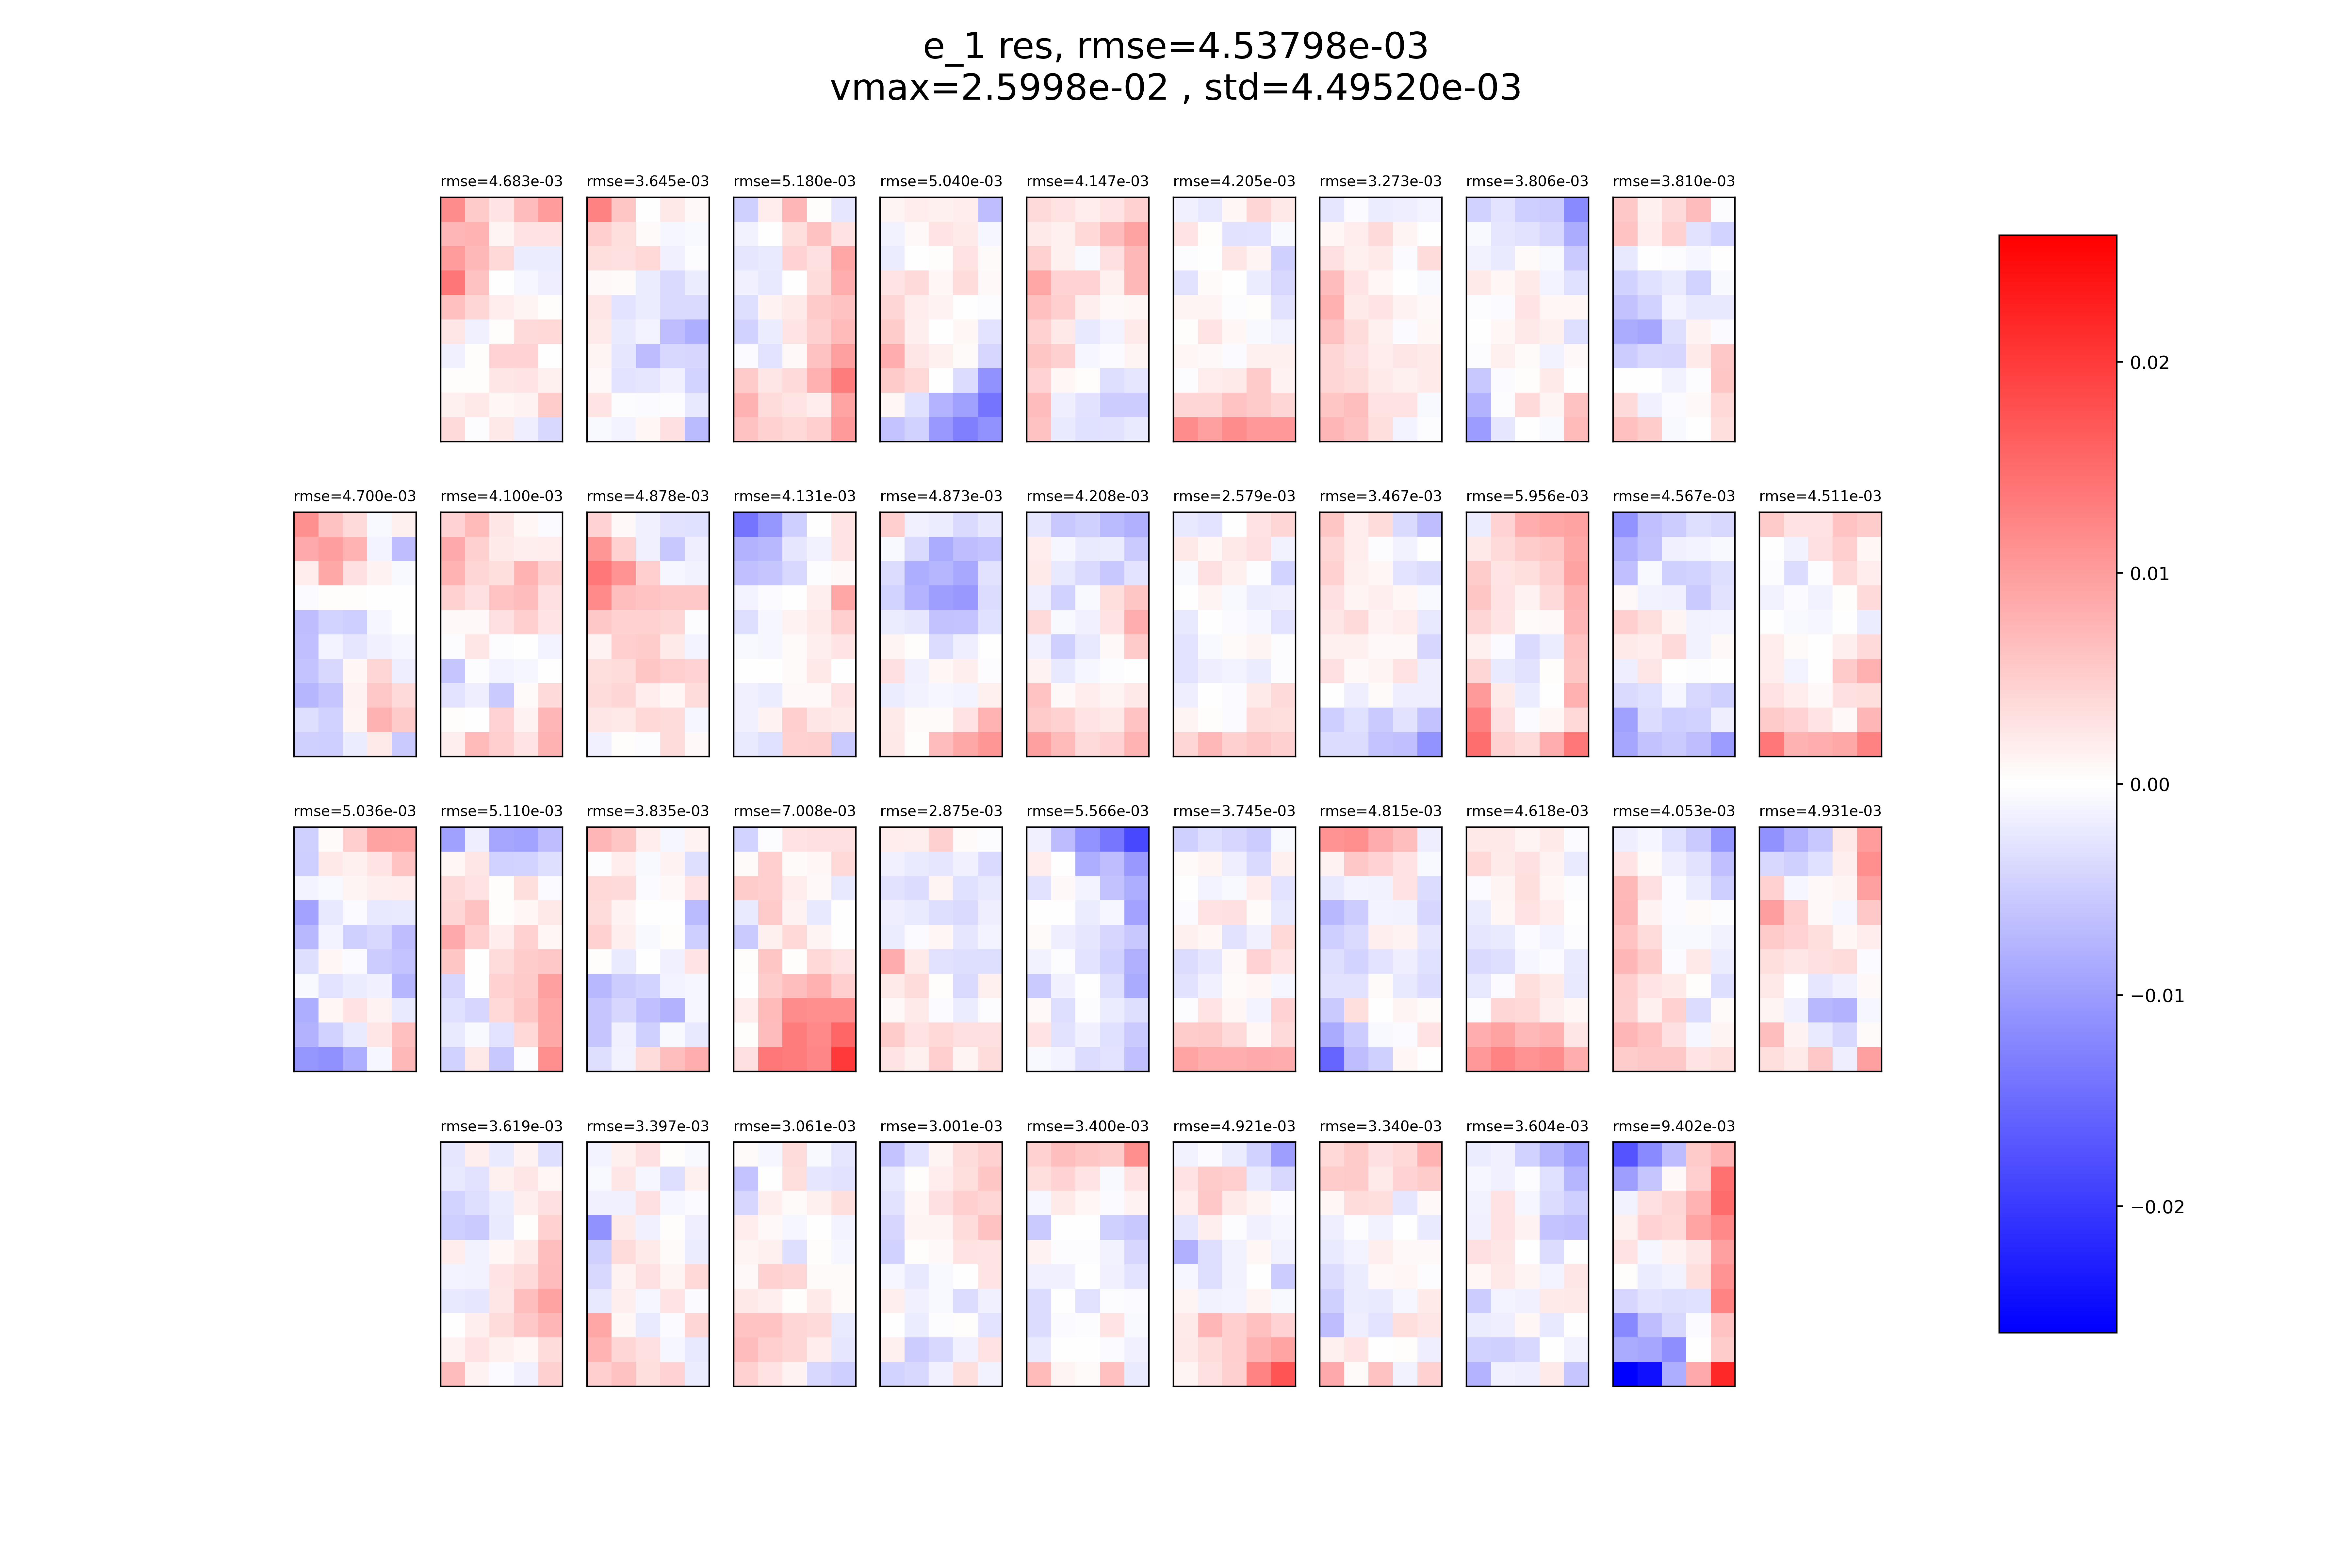 e_1 res, rmse=4.53798e-03
vmax=2.5998e-02 , std=4.49520e-03
rmse=4.683e-03 rmse=3.645e-03 rmse=5.180e-03 rmse=5.040e-03 rmse=4.147e-03 rmse=4.205e-03 rmse=3.273e-03 rmse=3.806e-03 rmse=3.810e-03
rmse=4.700e-03 rmse=4.100e-03 rmse=4.878e-03 rmse=4.131e-03 rmse=4.873e-03 rmse=4.208e-03 rmse=2.579e-03 rmse=3.467e-03 rmse=5.956e-03 rmse=4.567e-03 rmse=4.511e-03
rmse=5.036e-03 rmse=5.110e-03 rmse=3.835e-03 rmse=7.008e-03 rmse=2.875e-03 rmse=5.566e-03 rmse=3.745e-03 rmse=4.815e-03 rmse=4.618e-03 rmse=4.053e-03 rmse=4.931e-03
rmse=3.619e-03 rmse=3.397e-03 rmse=3.061e-03 rmse=3.001e-03 rmse=3.400e-03 rmse=4.921e-03 rmse=3.340e-03 rmse=3.604e-03 rmse=9.402e-03
0.02
0.01
0.00
−0.01
−0.02